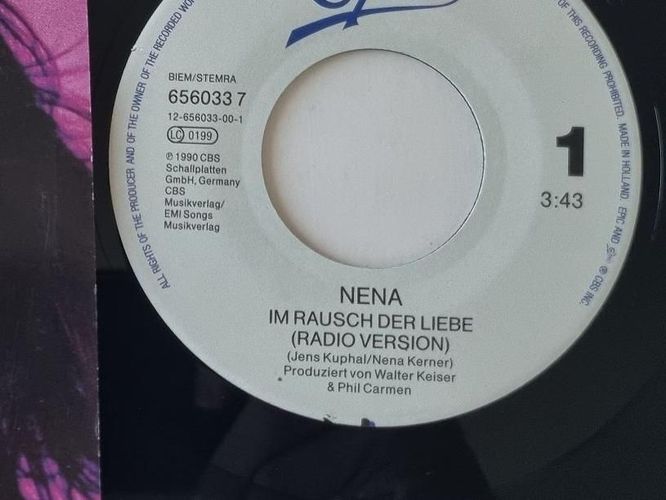 BIEM/STEMRA
656033 7
12-656033-00-1
LC 0199
℗ 1990 CBS
Schallplatten
GmbH, Germany
CBS
Musikverlag/
EMI Songs
Musikverlag
1
3:43
NENA
IM RAUSCH DER LIEBE
(RADIO VERSION)
(Jens Kuphal/Nena Kerner)
Produziert von Walter Keiser
& Phil Carmen
ALL RIGHTS OF THE PRODUCER AND OF THE OWNER OF THE RECORDED WO
OF THIS RECORDING PROHIBITED. MADE IN HOLLAND. EPIC AND ® CBS INC.